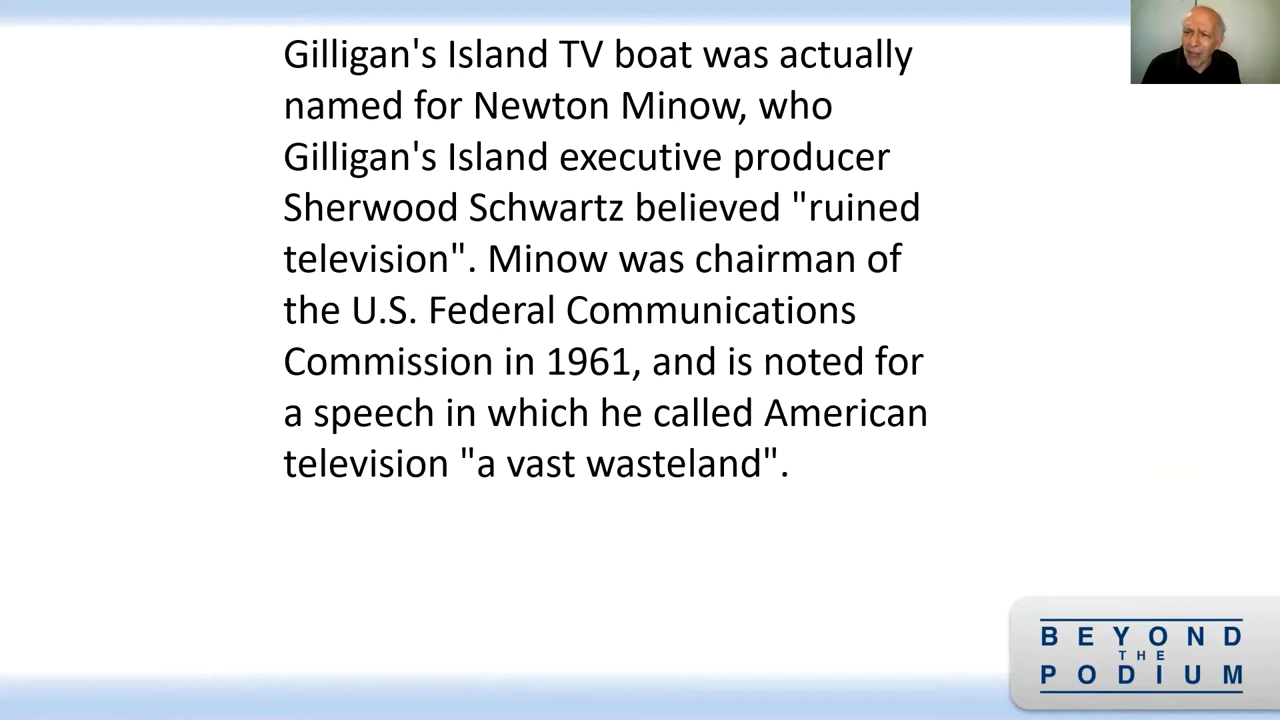 Gilligan's Island TV boat was actually
named for Newton Minow, who
Gilligan's Island executive producer
Sherwood Schwartz believed "ruined
television". Minow was chairman of
the U.S. Federal Communications
Commission in 1961, and is noted for
a speech in which he called American
television "a vast wasteland".
BEYOND
THE
PODIUM